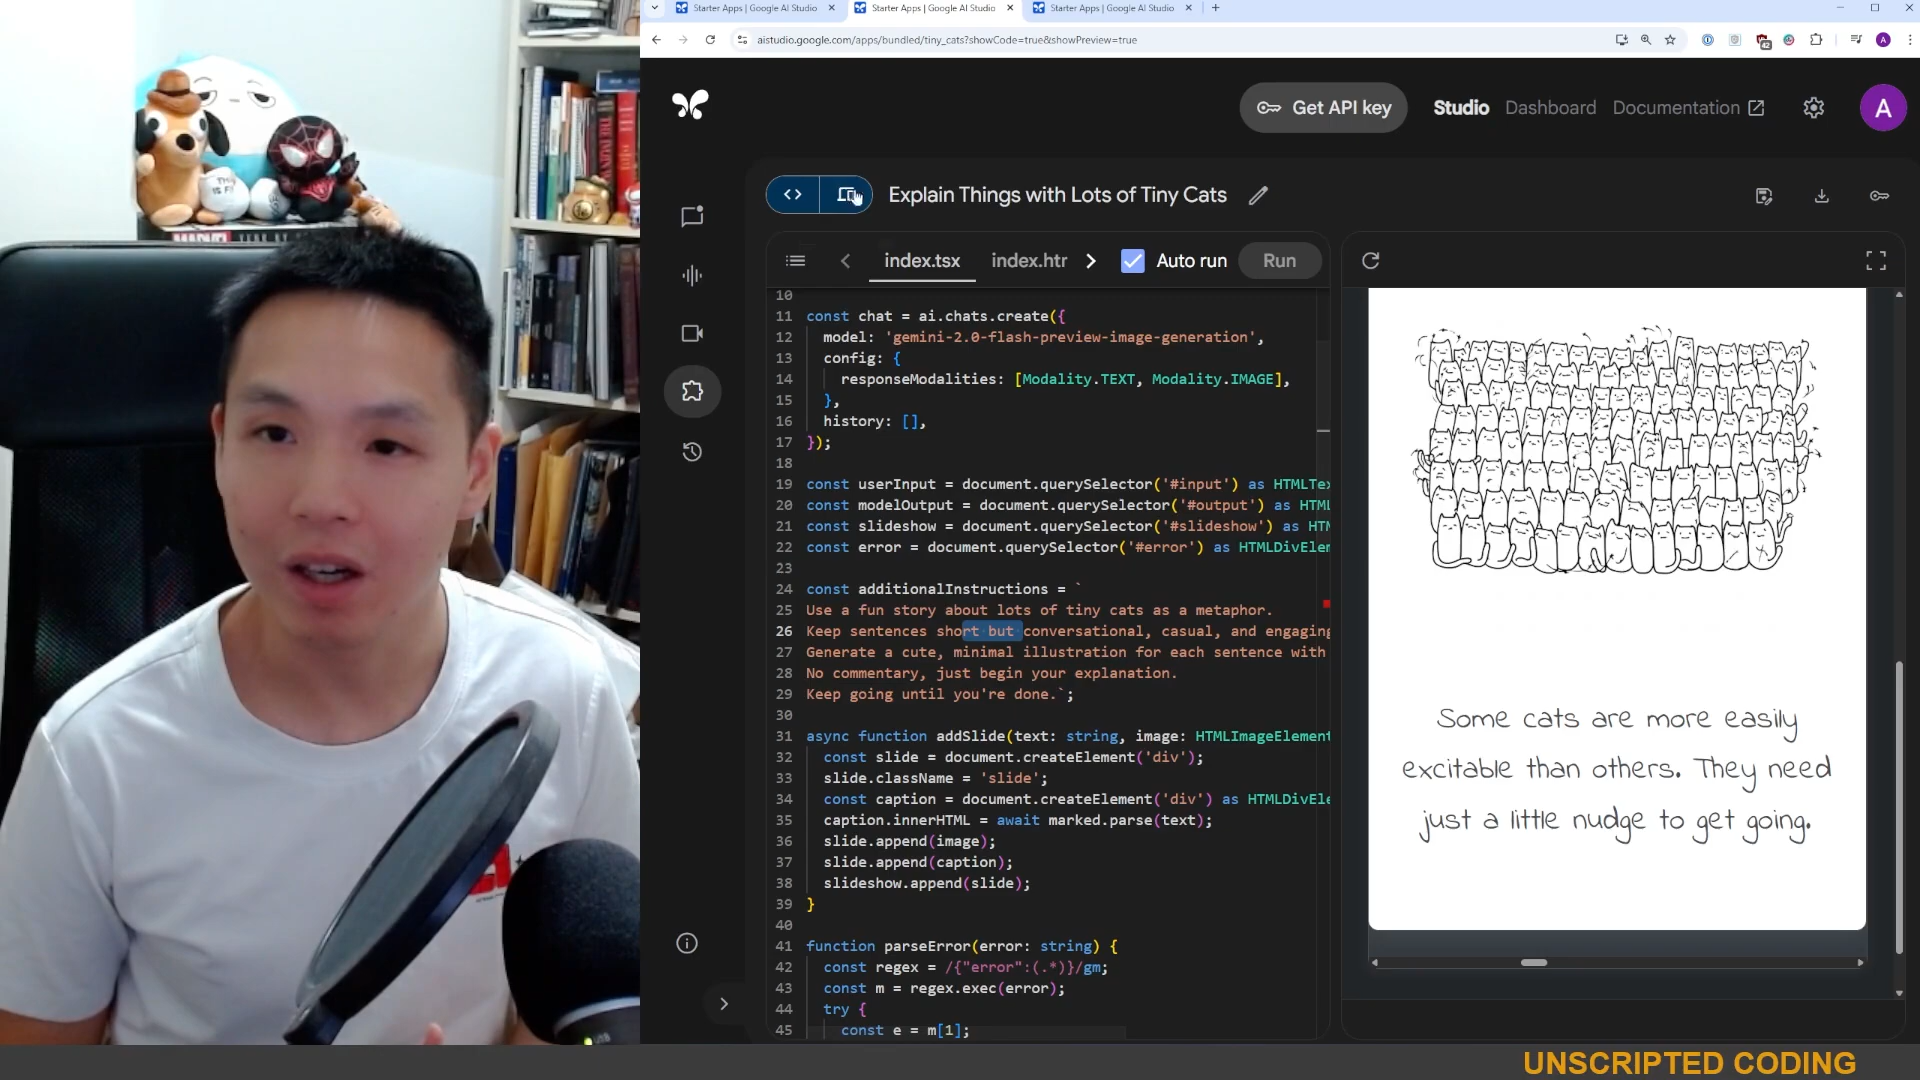 Starter Apps | Google AI Studio
Starter Apps | Google AI Studio
Starter Apps | Google AI Studio
aistudio.google.com/apps/bundled/tiny_cats?showCode=true&showPreview=true
42
A
Get API key
Studio
Dashboard
Documentation
A
Explain Things with Lots of Tiny Cats
index.tsx
index.htr
Auto run
Run
10
11 const chat = ai.chats.create({
12 model: 'gemini-2.0-flash-preview-image-generation',
13 config: {
14 responseModalities: [Modality.TEXT, Modality.IMAGE],
15 },
16 history: [],
17 });
18
19 const userInput = document.querySelector('#input') as HTMLTex
20 const modelOutput = document.querySelector('#output') as HTML
21 const slideshow = document.querySelector('#slideshow') as HTM
22 const error = document.querySelector('#error') as HTMLDivElem
23
24 const additionalInstructions = `
25 Use a fun story about lots of tiny cats as a metaphor.
26 Keep sentences short but conversational, casual, and engaging
27 Generate a cute, minimal illustration for each sentence with
28 No commentary, just begin your explanation.
29 Keep going until you're done.`;
30
31 async function addSlide(text: string, image: HTMLImageElement
32 const slide = document.createElement('div');
33 slide.className = 'slide';
34 const caption = document.createElement('div') as HTMLDivEle
35 caption.innerHTML = await marked.parse(text);
36 slide.append(image);
37 slide.append(caption);
38 slideshow.append(slide);
39 }
40
41 function parseError(error: string) {
42 const regex = /{"error":(.*)}/gm;
43 const m = regex.exec(error);
44 try {
45 const e = m[1];
Some cats are more easily
excitable than others. They need
just a little nudge to get going.
MARVEL
UNSCRIPTED CODING